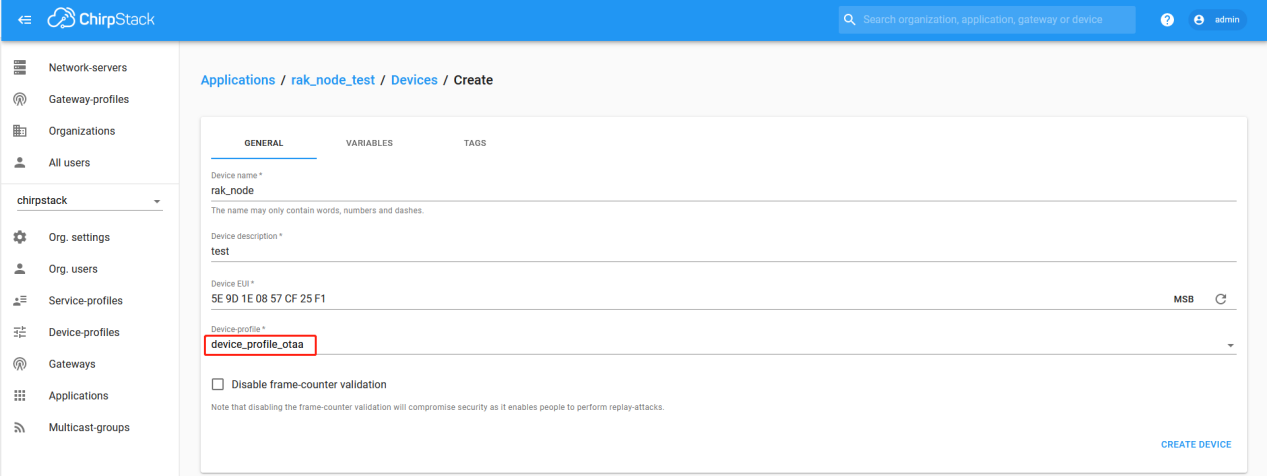 ChirpStack
Search organization, application, gateway or device
? admin
Network-servers
Gateway-profiles
Organizations
All users
chirpstack
Org. settings
Org. users
Service-profiles
Device-profiles
Gateways
Applications
Multicast-groups
Applications / rak_node_test / Devices / Create
GENERAL VARIABLES TAGS
Device name *
rak_node
The name may only contain words, numbers and dashes.
Device description *
test
Device EUI *
5E 9D 1E 08 57 CF 25 F1 MSB
Device-profile *
device_profile_otaa
Disable frame-counter validation
Note that disabling the frame-counter validation will compromise security as it enables people to perform replay-attacks.
CREATE DEVICE